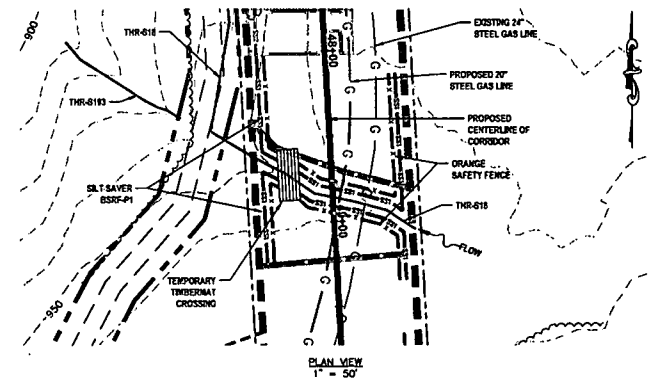 900
THR-S18
THR-S193
48+00
EXISTING 24"
STEEL GAS LINE
PROPOSED 20"
STEEL GAS LINE
PROPOSED
CENTERLINE OF
CORRIDOR
ORANGE
SAFETY FENCE
THR-S18
SILT-SAVER
BSRF-P1
TEMPORARY
TIMBERMAT
CROSSING
FLOW
950
G
G
G
G
G
G
PLAN VIEW
1" = 50'